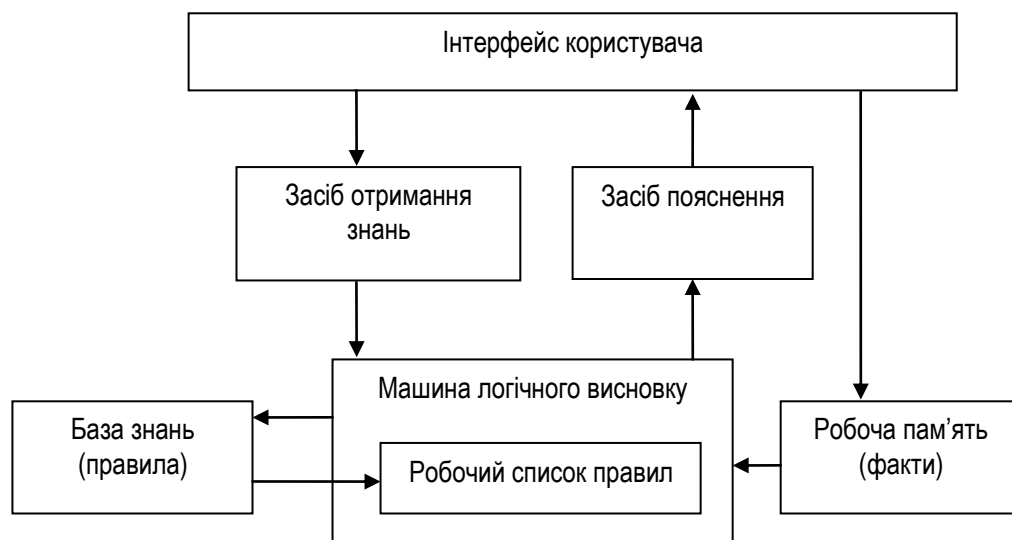 Інтерфейс користувача
Засіб отримання
знань
Засіб пояснення
Машина логічного висновку
База знань
(правила)
Робочий список правил
Робоча пам’ять
(факти)